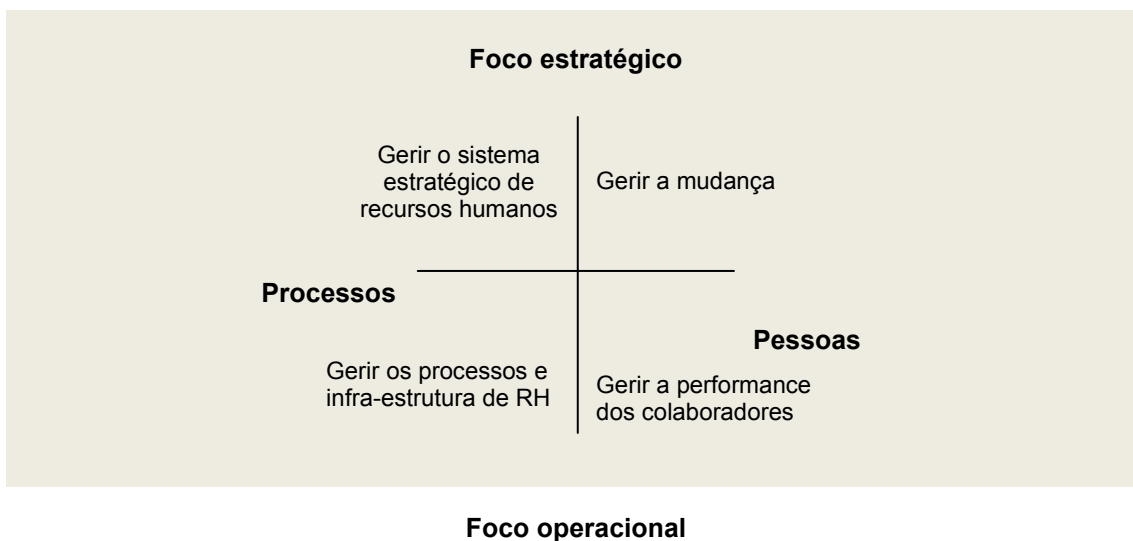 Foco estratégico
Gerir o sistema
estratégico de
recursos humanos
Gerir a mudança
Processos
Pessoas
Gerir os processos e
infra-estrutura de RH
Gerir a performance
dos colaboradores
Foco operacional